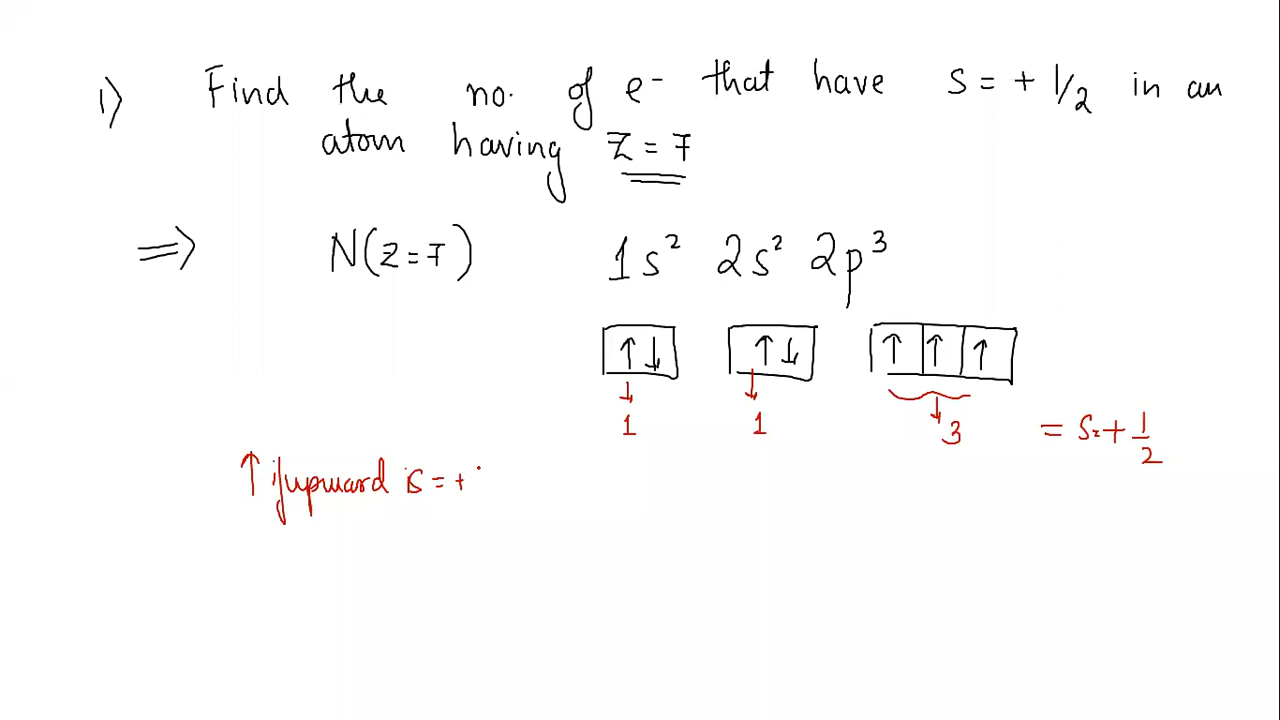 1) Find the no. of e⁻ that have s = + 1/2 in an
atom having Z = 7
⇒ N(Z=7) 1s² 2s² 2p³
↑↓ ↑↓ ↑ ↑ ↑
1 1 3 = S=+ 1/2
↑ if upward s = +